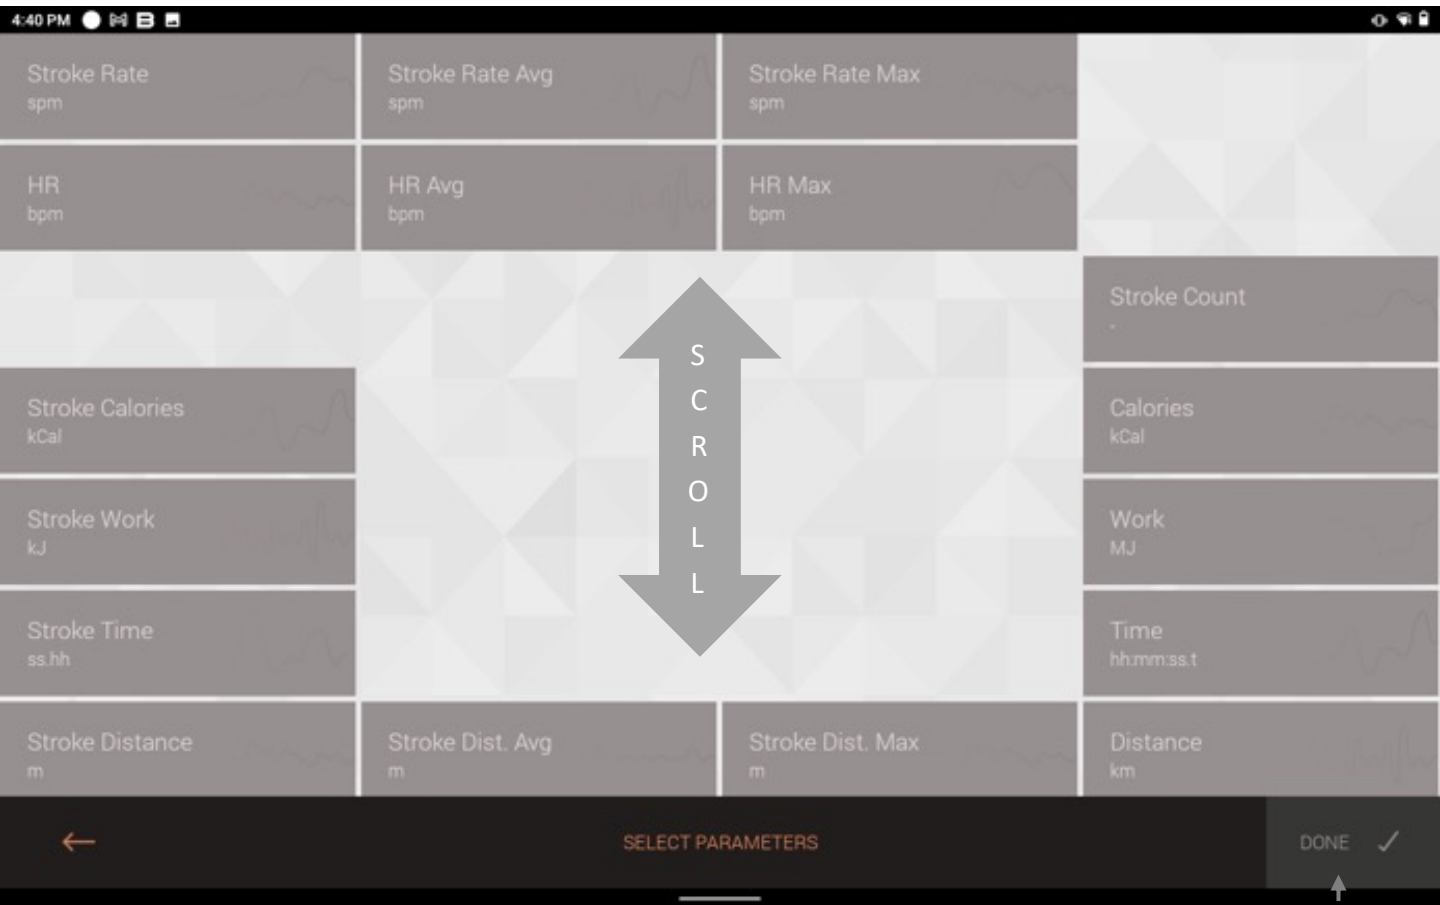 4:40 PM
Stroke Rate
spm
Stroke Rate Avg
spm
Stroke Rate Max
spm
HR
bpm
HR Avg
bpm
HR Max
bpm
Stroke Count
-
S
C
R
O
L
L
Stroke Calories
kCal
Calories
kCal
Stroke Work
kJ
Work
MJ
Stroke Time
ss.hh
Time
hh:mm:ss.t
Stroke Distance
m
Stroke Dist. Avg
m
Stroke Dist. Max
m
Distance
km
SELECT PARAMETERS
DONE